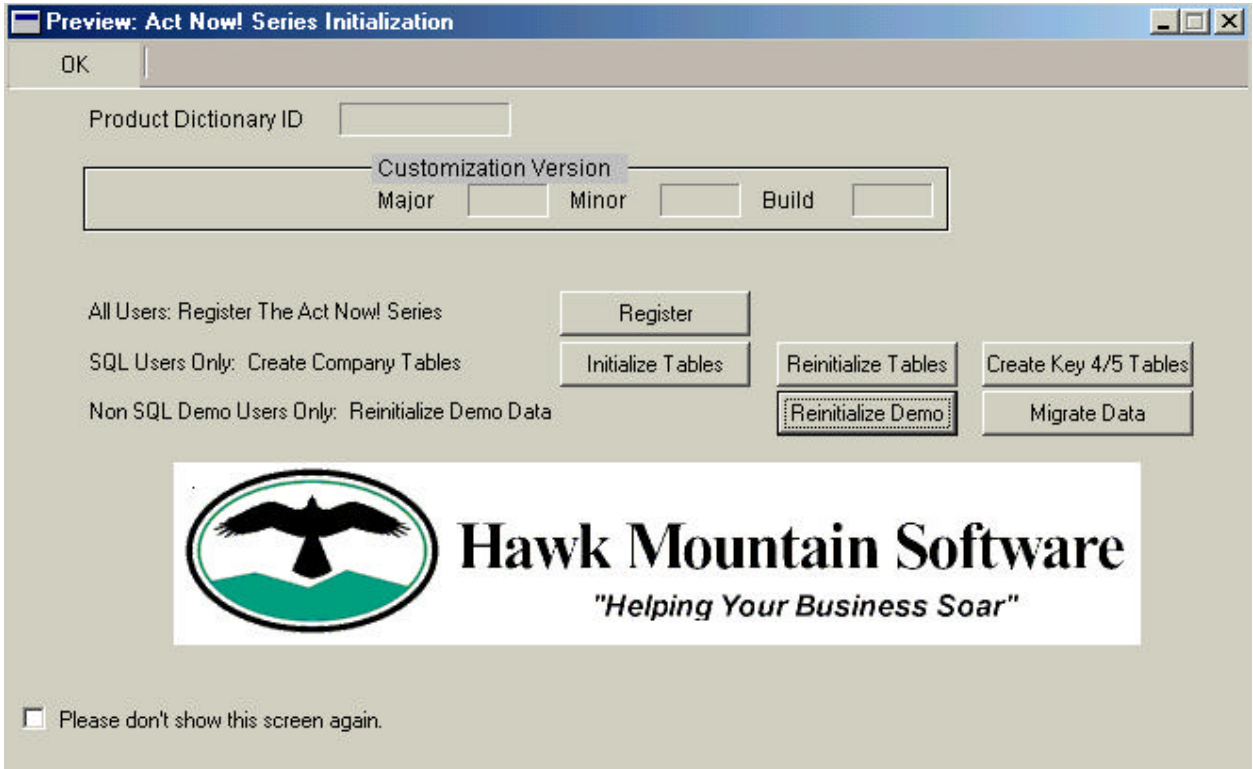 Preview: Act Now! Series Initialization
OK
Product Dictionary ID
Customization Version
Major Minor Build
All Users: Register The Act Now! Series Register
SQL Users Only: Create Company Tables Initialize Tables Reinitialize Tables Create Key 4/5 Tables
Non SQL Demo Users Only: Reinitialize Demo Data Reinitialize Demo Migrate Data
Hawk Mountain Software
"Helping Your Business Soar"
Please don't show this screen again.